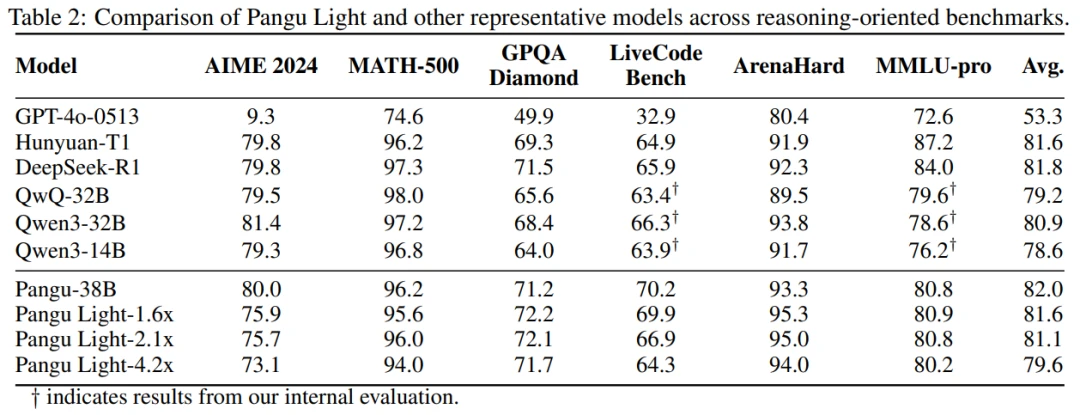 Table 2: Comparison of Pangu Light and other representative models across reasoning-oriented benchmarks.
Model AIME 2024 MATH-500 GPQA Diamond LiveCode Bench ArenaHard MMLU-pro Avg.
GPT-4o-0513 9.3 74.6 49.9 32.9 80.4 72.6 53.3
Hunyuan-T1 79.8 96.2 69.3 64.9 91.9 87.2 81.6
DeepSeek-R1 79.8 97.3 71.5 65.9 92.3 84.0 81.8
QwQ-32B 79.5 98.0 65.6 63.4† 89.5 79.6† 79.2
Qwen3-32B 81.4 97.2 68.4 66.3† 93.8 78.6† 80.9
Qwen3-14B 79.3 96.8 64.0 63.9† 91.7 76.2† 78.6
Pangu-38B 80.0 96.2 71.2 70.2 93.3 80.8 82.0
Pangu Light-1.6x 75.9 95.6 72.2 69.9 95.3 80.9 81.6
Pangu Light-2.1x 75.7 96.0 72.1 66.9 95.0 80.8 81.1
Pangu Light-4.2x 73.1 94.0 71.7 64.3 94.0 80.2 79.6
† indicates results from our internal evaluation.